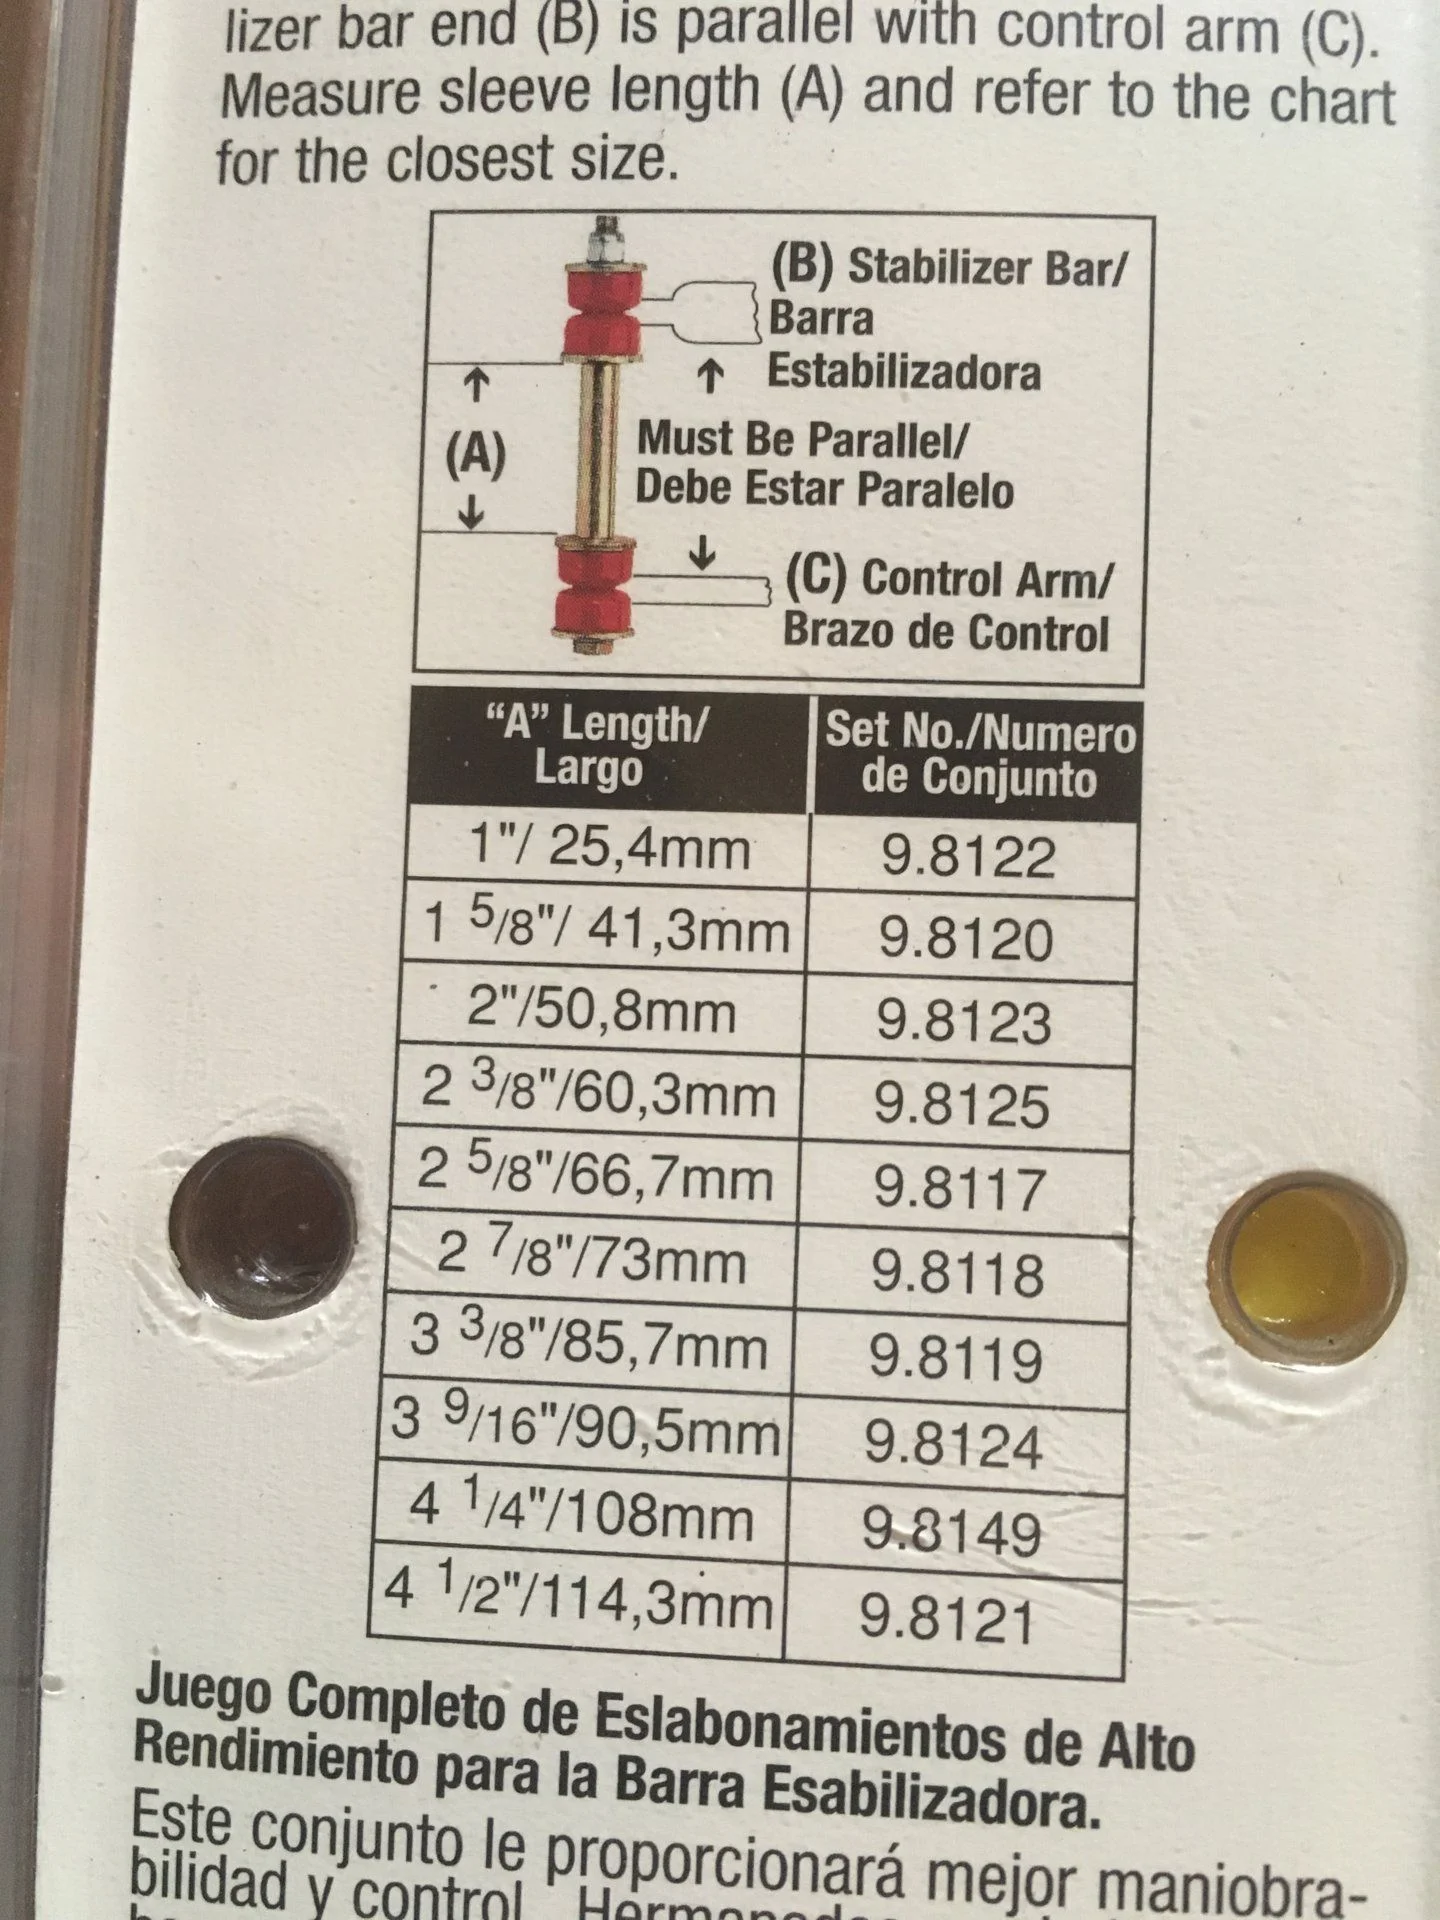 lizer bar end (B) is parallel with control arm (C).
Measure sleeve length (A) and refer to the chart
for the closest size.
(B) Stabilizer Bar/
Barra
Estabilizadora
(A)
Must Be Parallel/
Debe Estar Paralelo
(C) Control Arm/
Brazo de Control
"A" Length/
Largo
Set No./Numero
de Conjunto
1"/ 25,4mm 9.8122
1 5/8"/ 41,3mm 9.8120
2"/50,8mm 9.8123
2 3/8"/60,3mm 9.8125
2 5/8"/66,7mm 9.8117
2 7/8"/73mm 9.8118
3 3/8"/85,7mm 9.8119
3 9/16"/90,5mm 9.8124
4 1/4"/108mm 9.8149
4 1/2"/114,3mm 9.8121
Juego Completo de Eslabonamientos de Alto
Rendimiento para la Barra Esabilizadora.
Este conjunto le proporcionará mejor maniobra-
bilidad y control